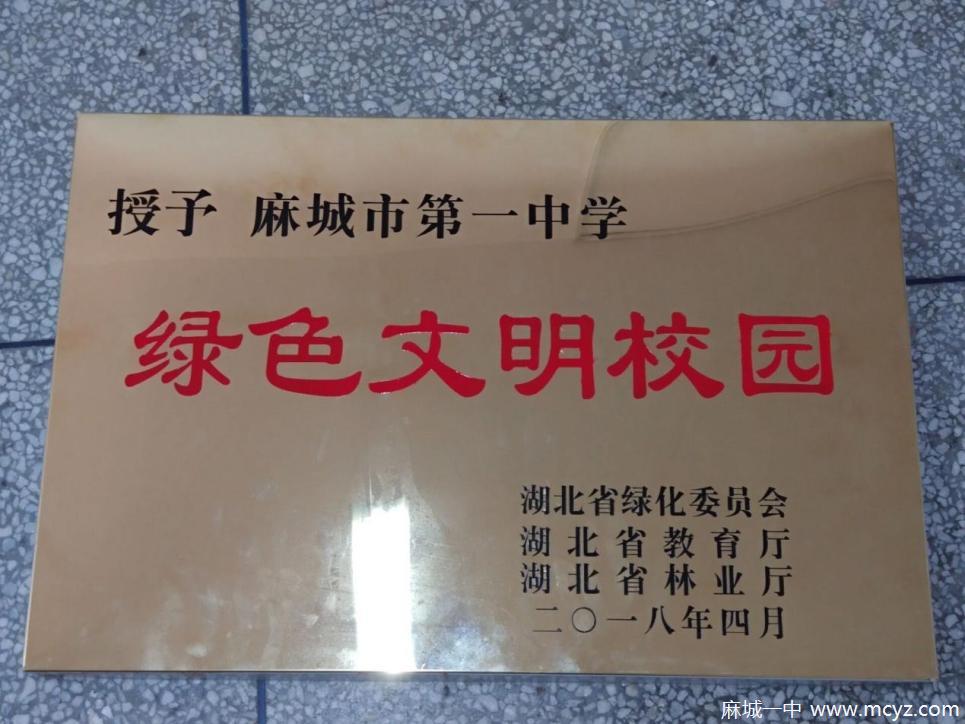 授予 麻城市第一中学
绿色文明校园
湖北省绿化委员会
湖北省教育厅
湖北省林业厅
二〇一八年四月
麻城一中 www.mcyz.com